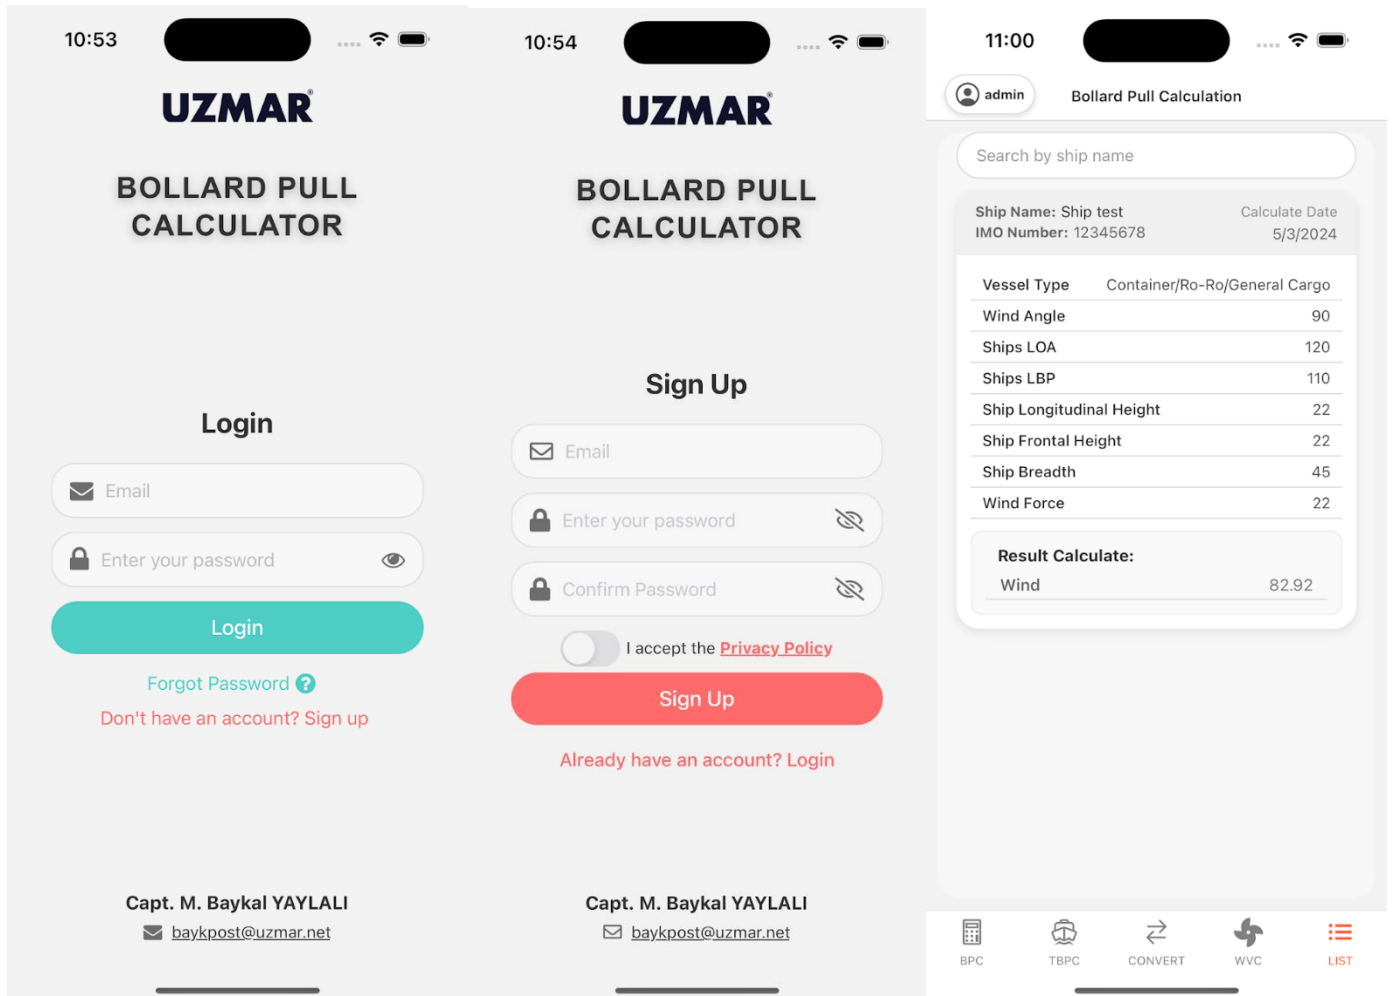 10:53
UZMAR®
BOLLARD PULL
CALCULATOR
Login
Email
Enter your password
Login
Forgot Password ?
Don't have an account? Sign up
Capt. M. Baykal YAYLALI
baykpost@uzmar.net
10:54
UZMAR®
BOLLARD PULL
CALCULATOR
Sign Up
Email
Enter your password
Confirm Password
I accept the Privacy Policy
Sign Up
Already have an account? Login
Capt. M. Baykal YAYLALI
baykpost@uzmar.net
11:00
admin Bollard Pull Calculation
Search by ship name
Ship Name: Ship test Calculate Date
IMO Number: 12345678 5/3/2024
Vessel Type Container/Ro-Ro/General Cargo
Wind Angle 90
Ships LOA 120
Ships LBP 110
Ship Longitudinal Height 22
Ship Frontal Height 22
Ship Breadth 45
Wind Force 22
Result Calculate:
Wind 82.92
BPC TBPC CONVERT WVC LIST